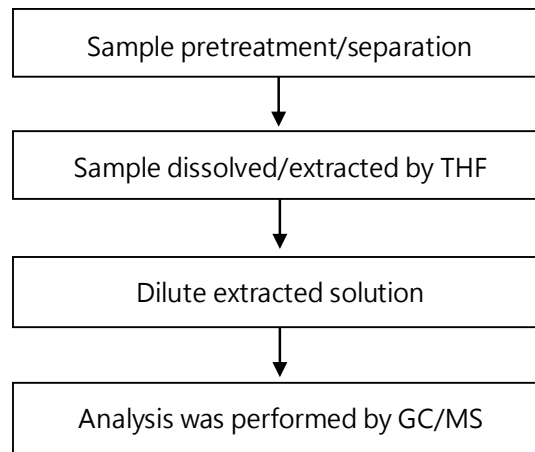 Sample pretreatment/separation
Sample dissolved/extracted by THF
Dilute extracted solution
Analysis was performed by GC/MS